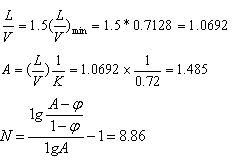 L/V = 1.5(L/V)min = 1.5*0.7128 = 1.0692
A = (L/V)1/K = 1.0692 × 1/0.72 = 1.485
N = lg((A−φ)/(1−φ))/lgA − 1 = 8.86